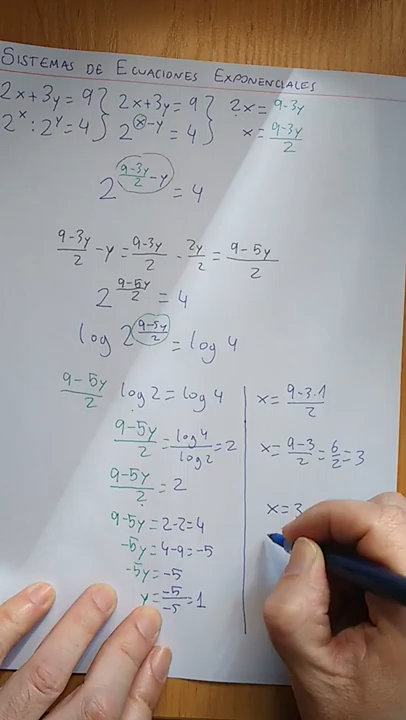 SISTEMAS DE ECUACIONES EXPONENCIALES
2x+3y=9 } 2x+3y=9 } 2x=9-3y
2^x : 2^y=4 } 2^(x-y)=4 } x=(9-3y)/2
2^((9-3y)/2 -y)=4
(9-3y)/2 -y=(9-3y)/2 - 2y/2=(9-5y)/2
2^((9-5y)/2)=4
log 2^((9-5y)/2)=log 4
(9-5y)/2 log 2=log 4
(9-5y)/2=log 4/log 2=2
(9-5y)/2=2
9-5y=2·2=4
-5y=4-9=-5
-5y=-5
y=-5/-5=1
x=(9-3·1)/2
x=(9-3)/2=6/2=3
x=3